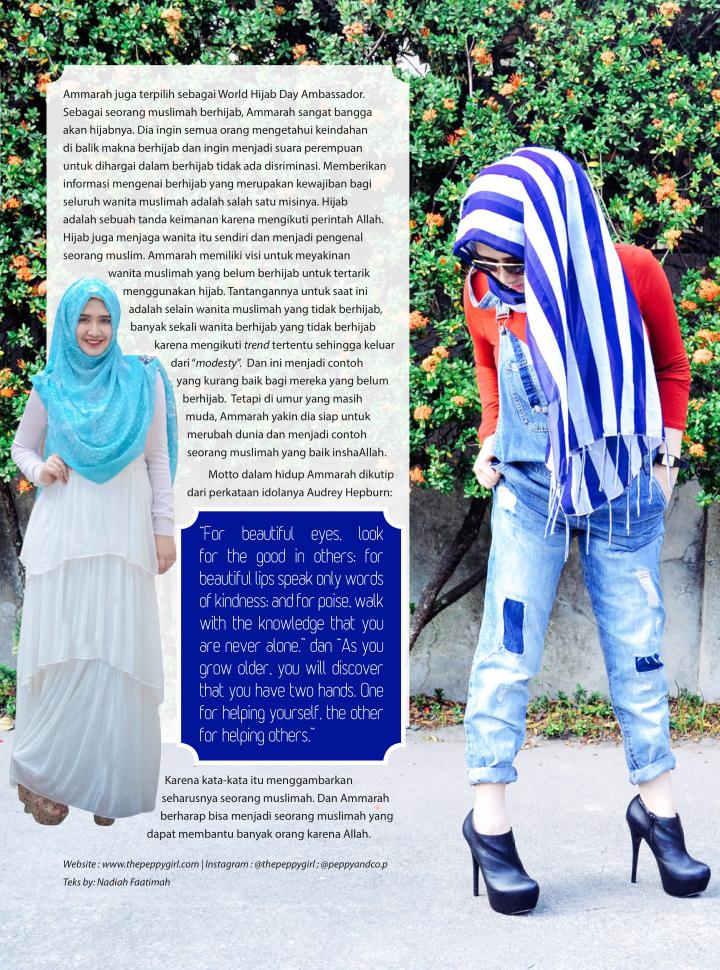 Ammarah juga terpilih sebagai World Hijab Day Ambassador.
Sebagai seorang muslimah berhijab, Ammarah sangat bangga
akan hijabnya. Dia ingin semua orang mengetahui keindahan
di balik makna berhijab dan ingin menjadi suara perempuan
untuk dihargai dalam berhijab tidak ada disriminasi. Memberikan
informasi mengenai berhijab yang merupakan kewajiban bagi
seluruh wanita muslimah adalah salah satu misinya. Hijab
adalah sebuah tanda keimanan karena mengikuti perintah Allah.
Hijab juga menjaga wanita itu sendiri dan menjadi pengenal
seorang muslim. Ammarah memiliki visi untuk meyakinan
wanita muslimah yang belum berhijab untuk tertarik
menggunakan hijab. Tantangannya untuk saat ini
adalah selain wanita muslimah yang tidak berhijab,
banyak sekali wanita berhijab yang tidak berhijab
karena mengikuti trend tertentu sehingga keluar
dari “modesty”. Dan ini menjadi contoh
yang kurang baik bagi mereka yang belum
berhijab. Tetapi di umur yang masih
muda, Ammarah yakin dia siap untuk
merubah dunia dan menjadi contoh
seorang muslimah yang baik inshaAllah.
Motto dalam hidup Ammarah dikutip
dari perkataan idolanya Audrey Hepburn:
“For beautiful eyes, look
for the good in others; for
beautiful lips speak only words
of kindness; and for poise, walk
with the knowledge that you
are never alone.” dan “As you
grow older, you will discover
that you have two hands. One
for helping yourself, the other
for helping others.”
Karena kata-kata itu menggambarkan
seharusnya seorang muslimah. Dan Ammarah
berharap bisa menjadi seorang muslimah yang
dapat membantu banyak orang karena Allah.
Website : www.thepeppygirl.com | Instagram : @thepeppygirl ; @peppyandco.p
Teks by: Nadiah Faatimah